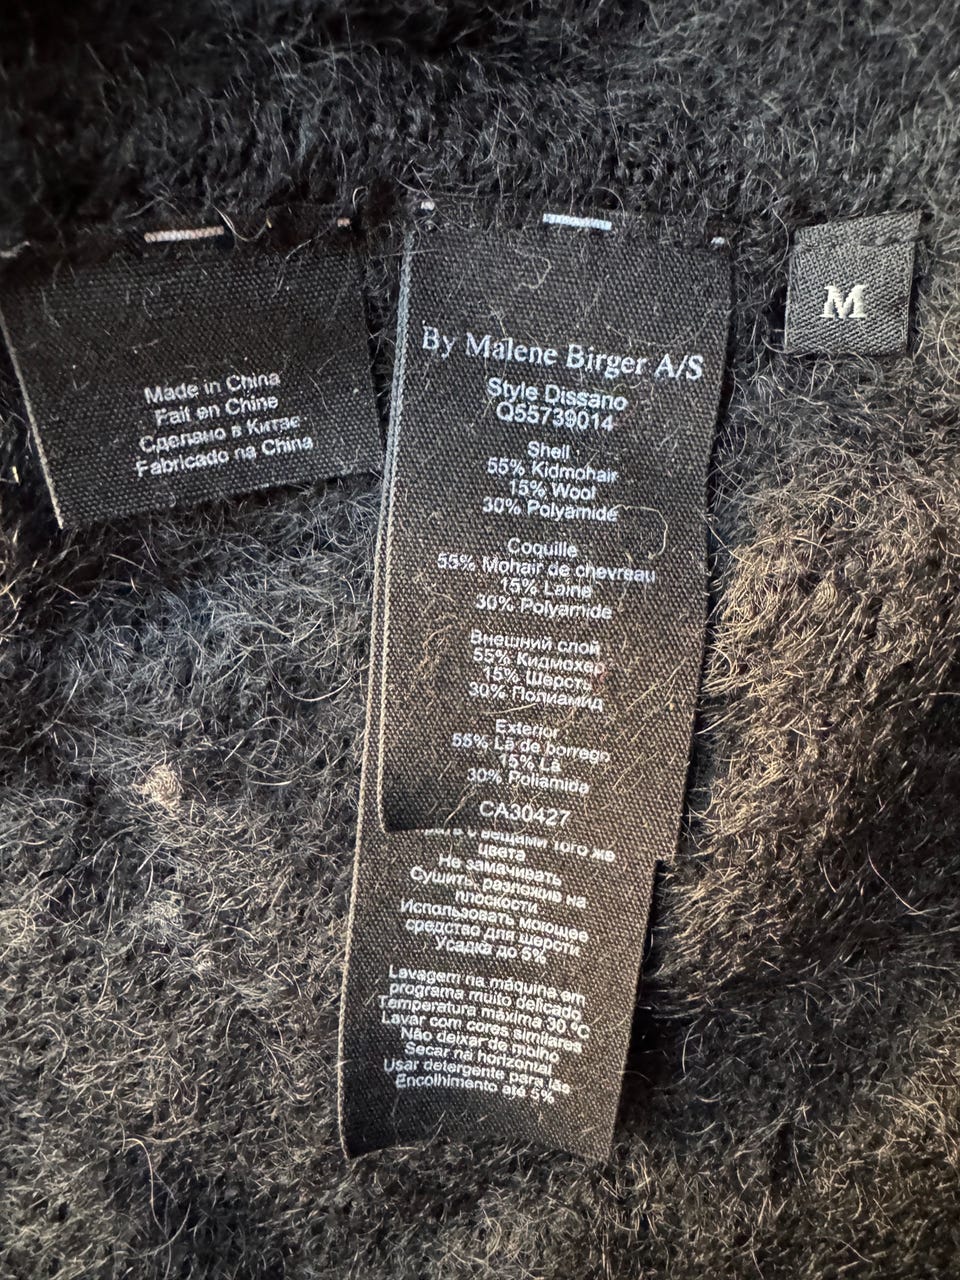 Made in China
Fait en Chine
Сделано в Китае
Fabricado na China
By Malene Birger A/S
Style Dissano
Q55739014
Shell
55% Kidmohair
15% Wool
30% Polyamide
Coquille
55% Mohair de chevreau
15% Laine
30% Polyamide
Внешний слой
55% Кидмохер
15% Шерсть
30% Полиамид
Exterior
55% Lã de borrego
15% Lã
30% Poliamida
CA30427
с вещами того же
цвета
Не замачивать
Сушить, разложив на
плоскости
Использовать моющее
средство для шерсти
Усадка до 5%
Lavagem na máquina em
programa muito delicado
Temperatura máxima 30 °C
Lavar com cores similares
Não deixar de molho
Secar na horizontal
Usar detergente para lãs
Encolhimento até 5%
M